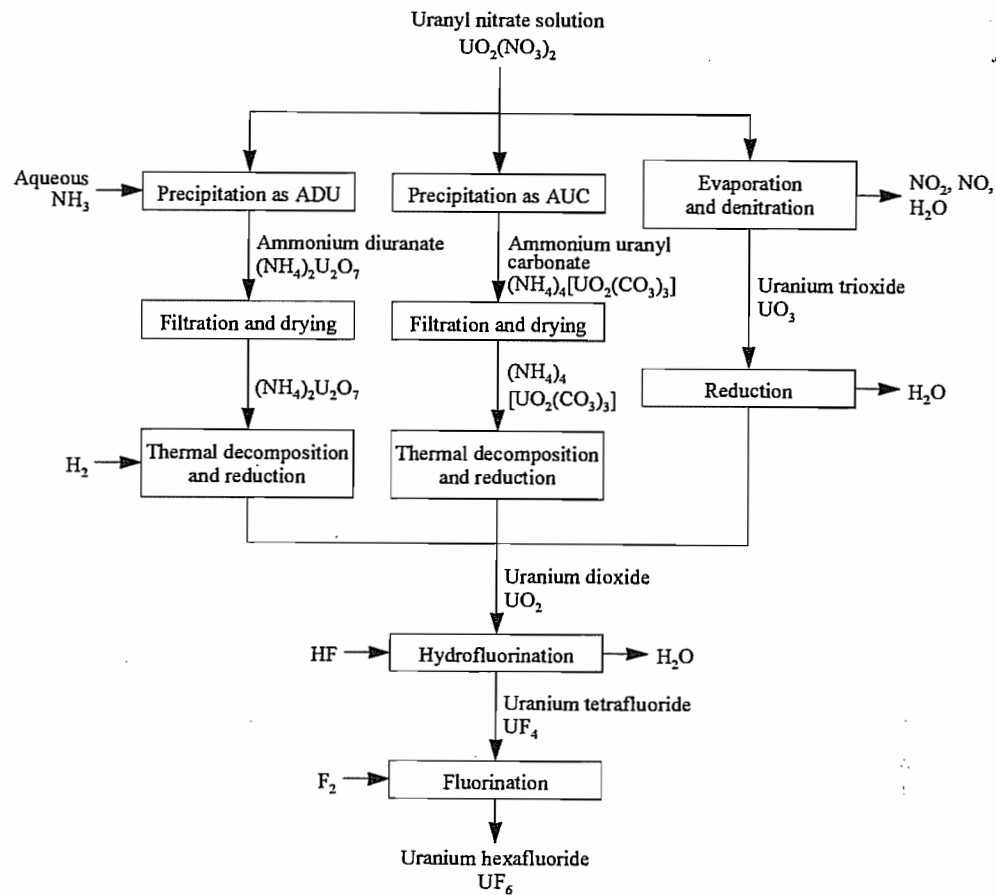 Uranyl nitrate solution
UO₂(NO₃)₂
Aqueous
NH₃
Precipitation as ADU
Precipitation as AUC
Evaporation
and denitration
NO₂, NO,
H₂O
Ammonium diuranate
(NH₄)₂U₂O₇
Ammonium uranyl
carbonate
(NH₄)₄[UO₂(CO₃)₃]
Uranium trioxide
UO₃
Filtration and drying
Filtration and drying
Reduction
H₂O
(NH₄)₂U₂O₇
(NH₄)₄
[UO₂(CO₃)₃]
H₂
Thermal decomposition
and reduction
Thermal decomposition
and reduction
Uranium dioxide
UO₂
HF
Hydrofluorination
H₂O
Uranium tetrafluoride
UF₄
F₂
Fluorination
Uranium hexafluoride
UF₆